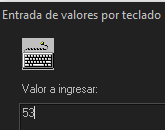 Entrada de valores por teclado
Valor a ingresar:
53